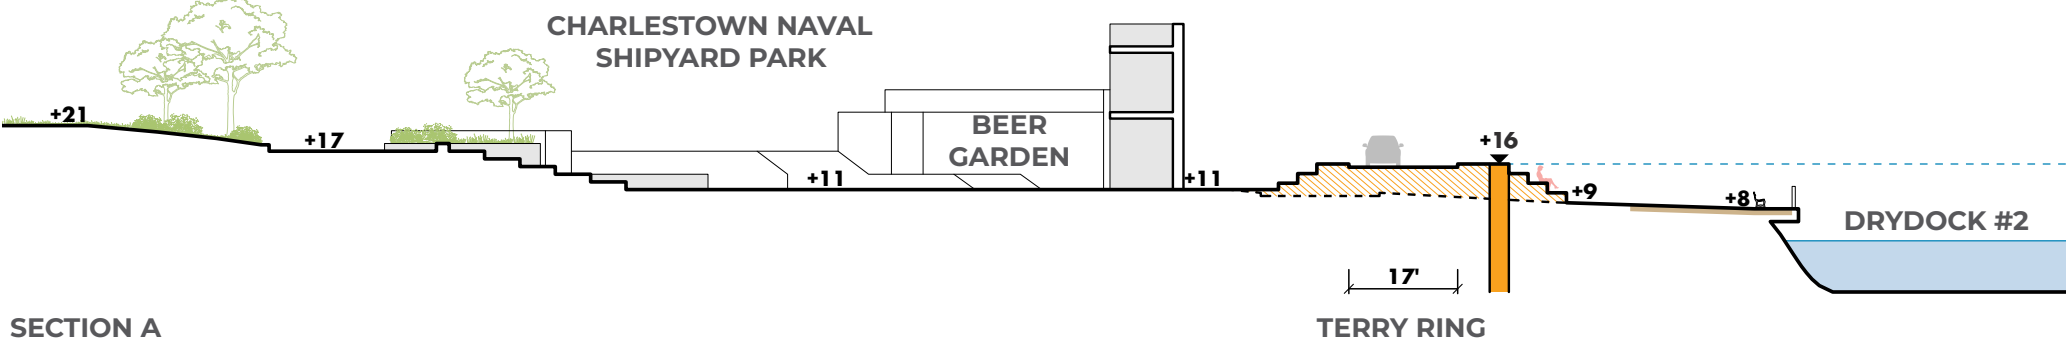 CHARLESTOWN NAVAL
SHIPYARD PARK
+21
+17
BEER
GARDEN
+11
+11
+16
+9
+8
DRYDOCK #2
17'
SECTION A
TERRY RING